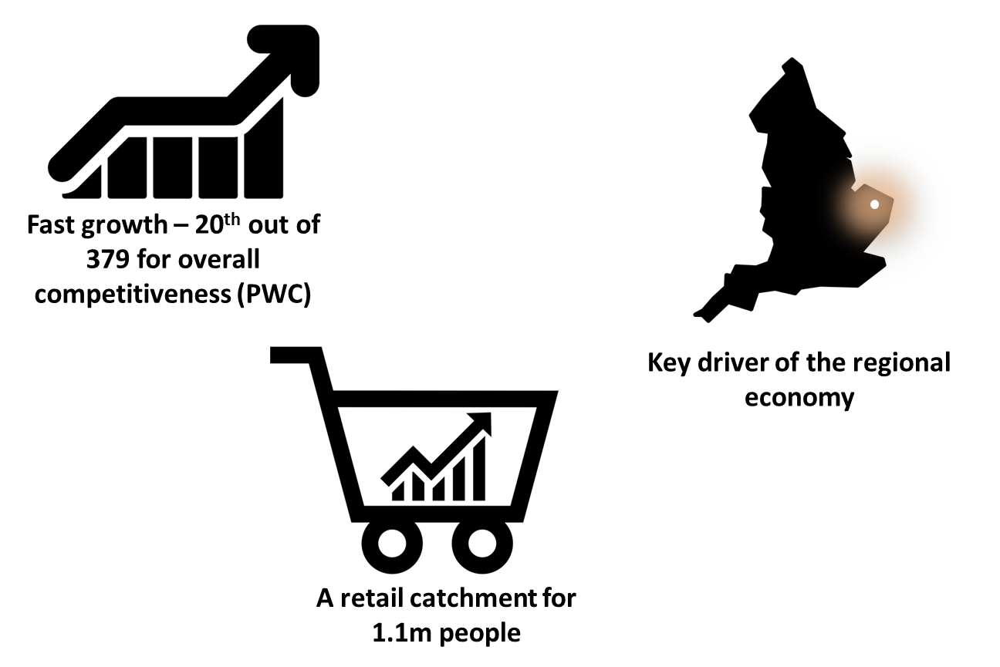 Fast growth – 20th out of
379 for overall
competitiveness (PWC)
Key driver of the regional
economy
A retail catchment for
1.1m people